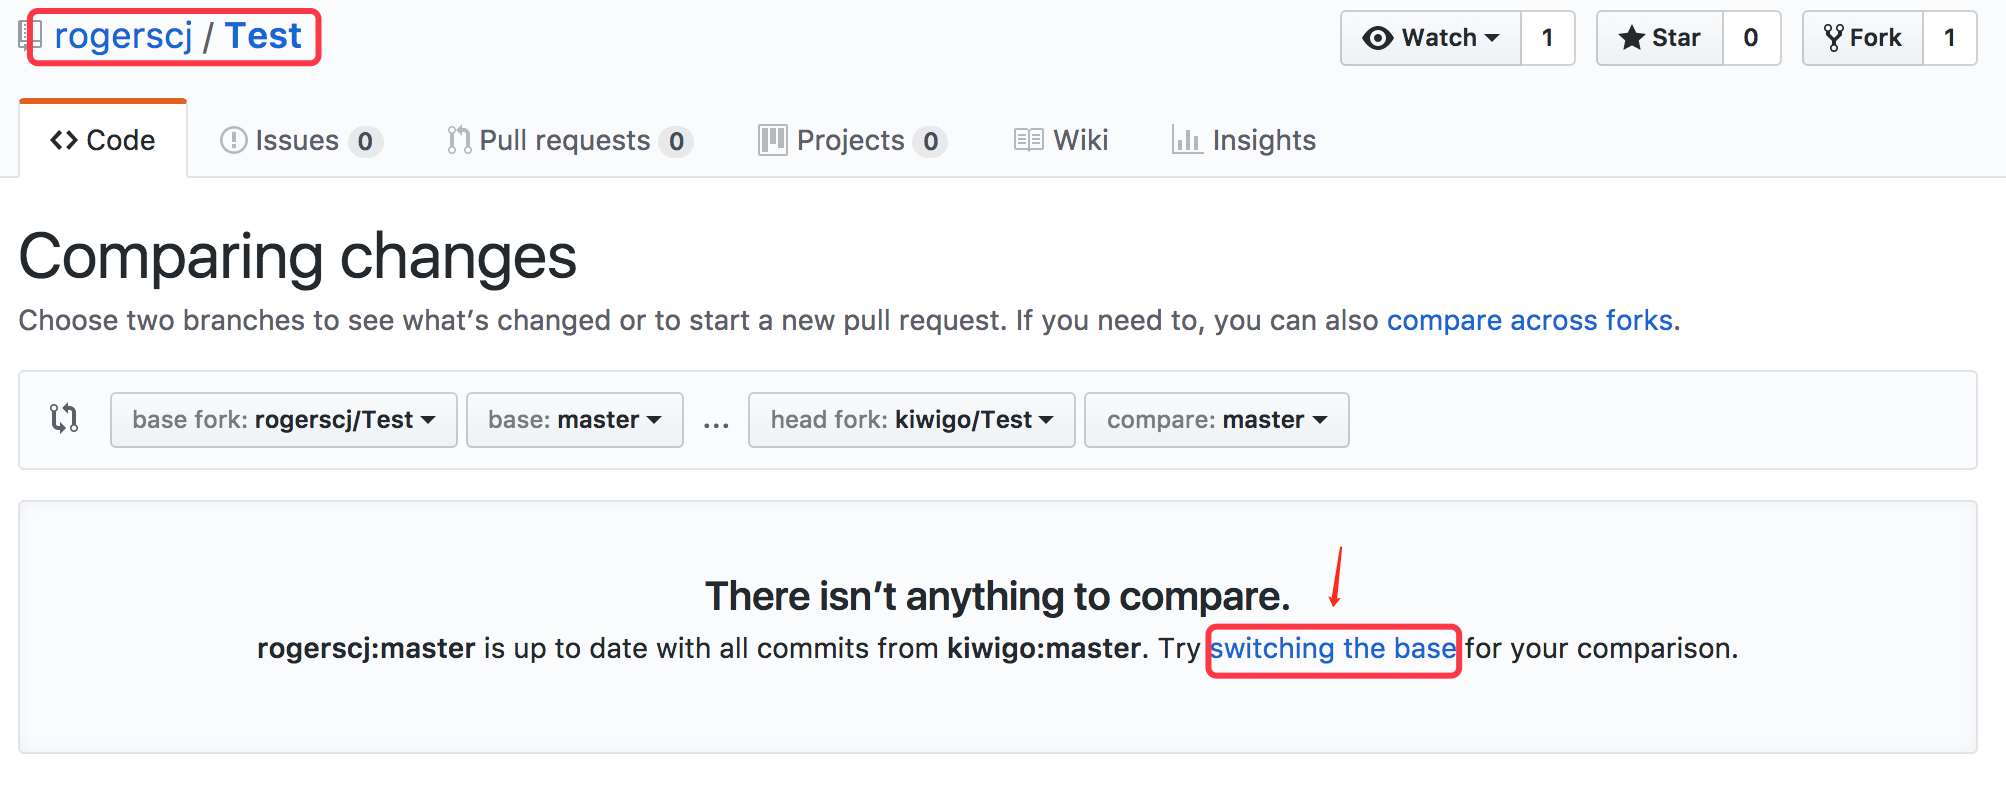 rogerscj / Test
Watch 1 Star 0 Fork 1
Code Issues 0 Pull requests 0 Projects 0 Wiki Insights
Comparing changes
Choose two branches to see what’s changed or to start a new pull request. If you need to, you can also compare across forks.
base fork: rogerscj/Test base: master ... head fork: kiwigo/Test compare: master
There isn’t anything to compare.
rogerscj:master is up to date with all commits from kiwigo:master. Try switching the base for your comparison.